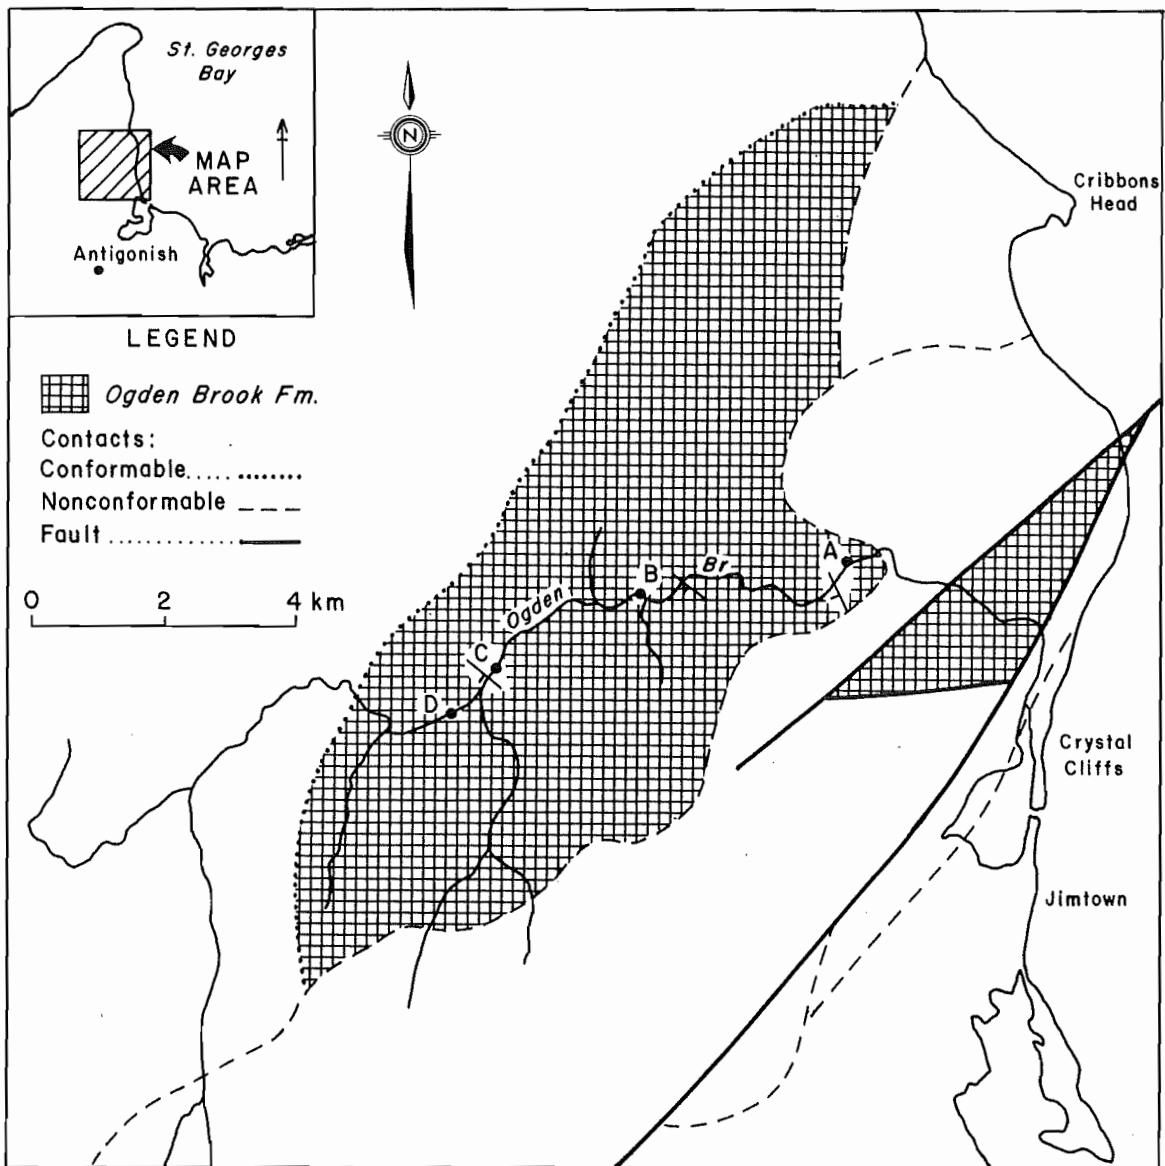 St. Georges
Bay
MAP
AREA
Antigonish
N
Cribbons
Head
LEGEND
Ogden Brook Fm.
Contacts:
Conformable.............
Nonconformable _ _ _
Fault ............
0 2 4 km
A
B
Br.
Ogden
C
D
Crystal
Cliffs
Jimtown